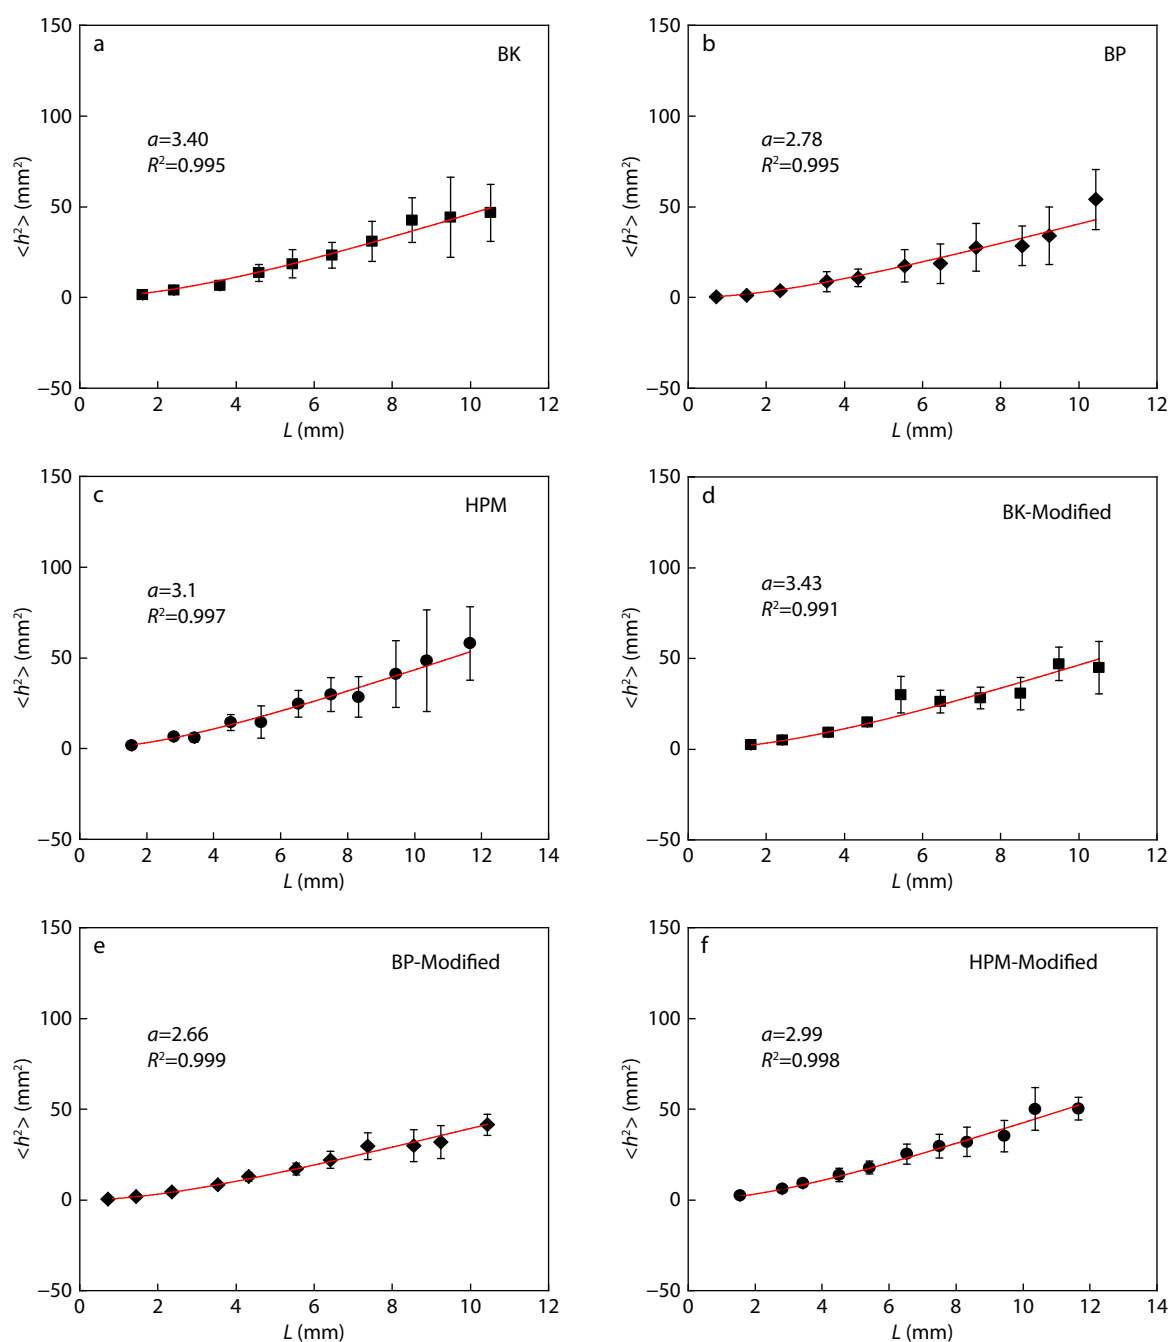 a
BK
a=3.40
R²=0.995
<h²> (mm²)
150
100
50
0
−50
0 2 4 6 8 10 12
L (mm)
b
BP
a=2.78
R²=0.995
<h²> (mm²)
150
100
50
0
−50
0 2 4 6 8 10 12
L (mm)
c
HPM
a=3.1
R²=0.997
<h²> (mm²)
150
100
50
0
−50
0 2 4 6 8 10 12 14
L (mm)
d
BK-Modified
a=3.43
R²=0.991
<h²> (mm²)
150
100
50
0
−50
0 2 4 6 8 10 12
L (mm)
e
BP-Modified
a=2.66
R²=0.999
<h²> (mm²)
150
100
50
0
−50
0 2 4 6 8 10 12
L (mm)
f
HPM-Modified
a=2.99
R²=0.998
<h²> (mm²)
150
100
50
0
−50
0 2 4 6 8 10 12 14
L (mm)